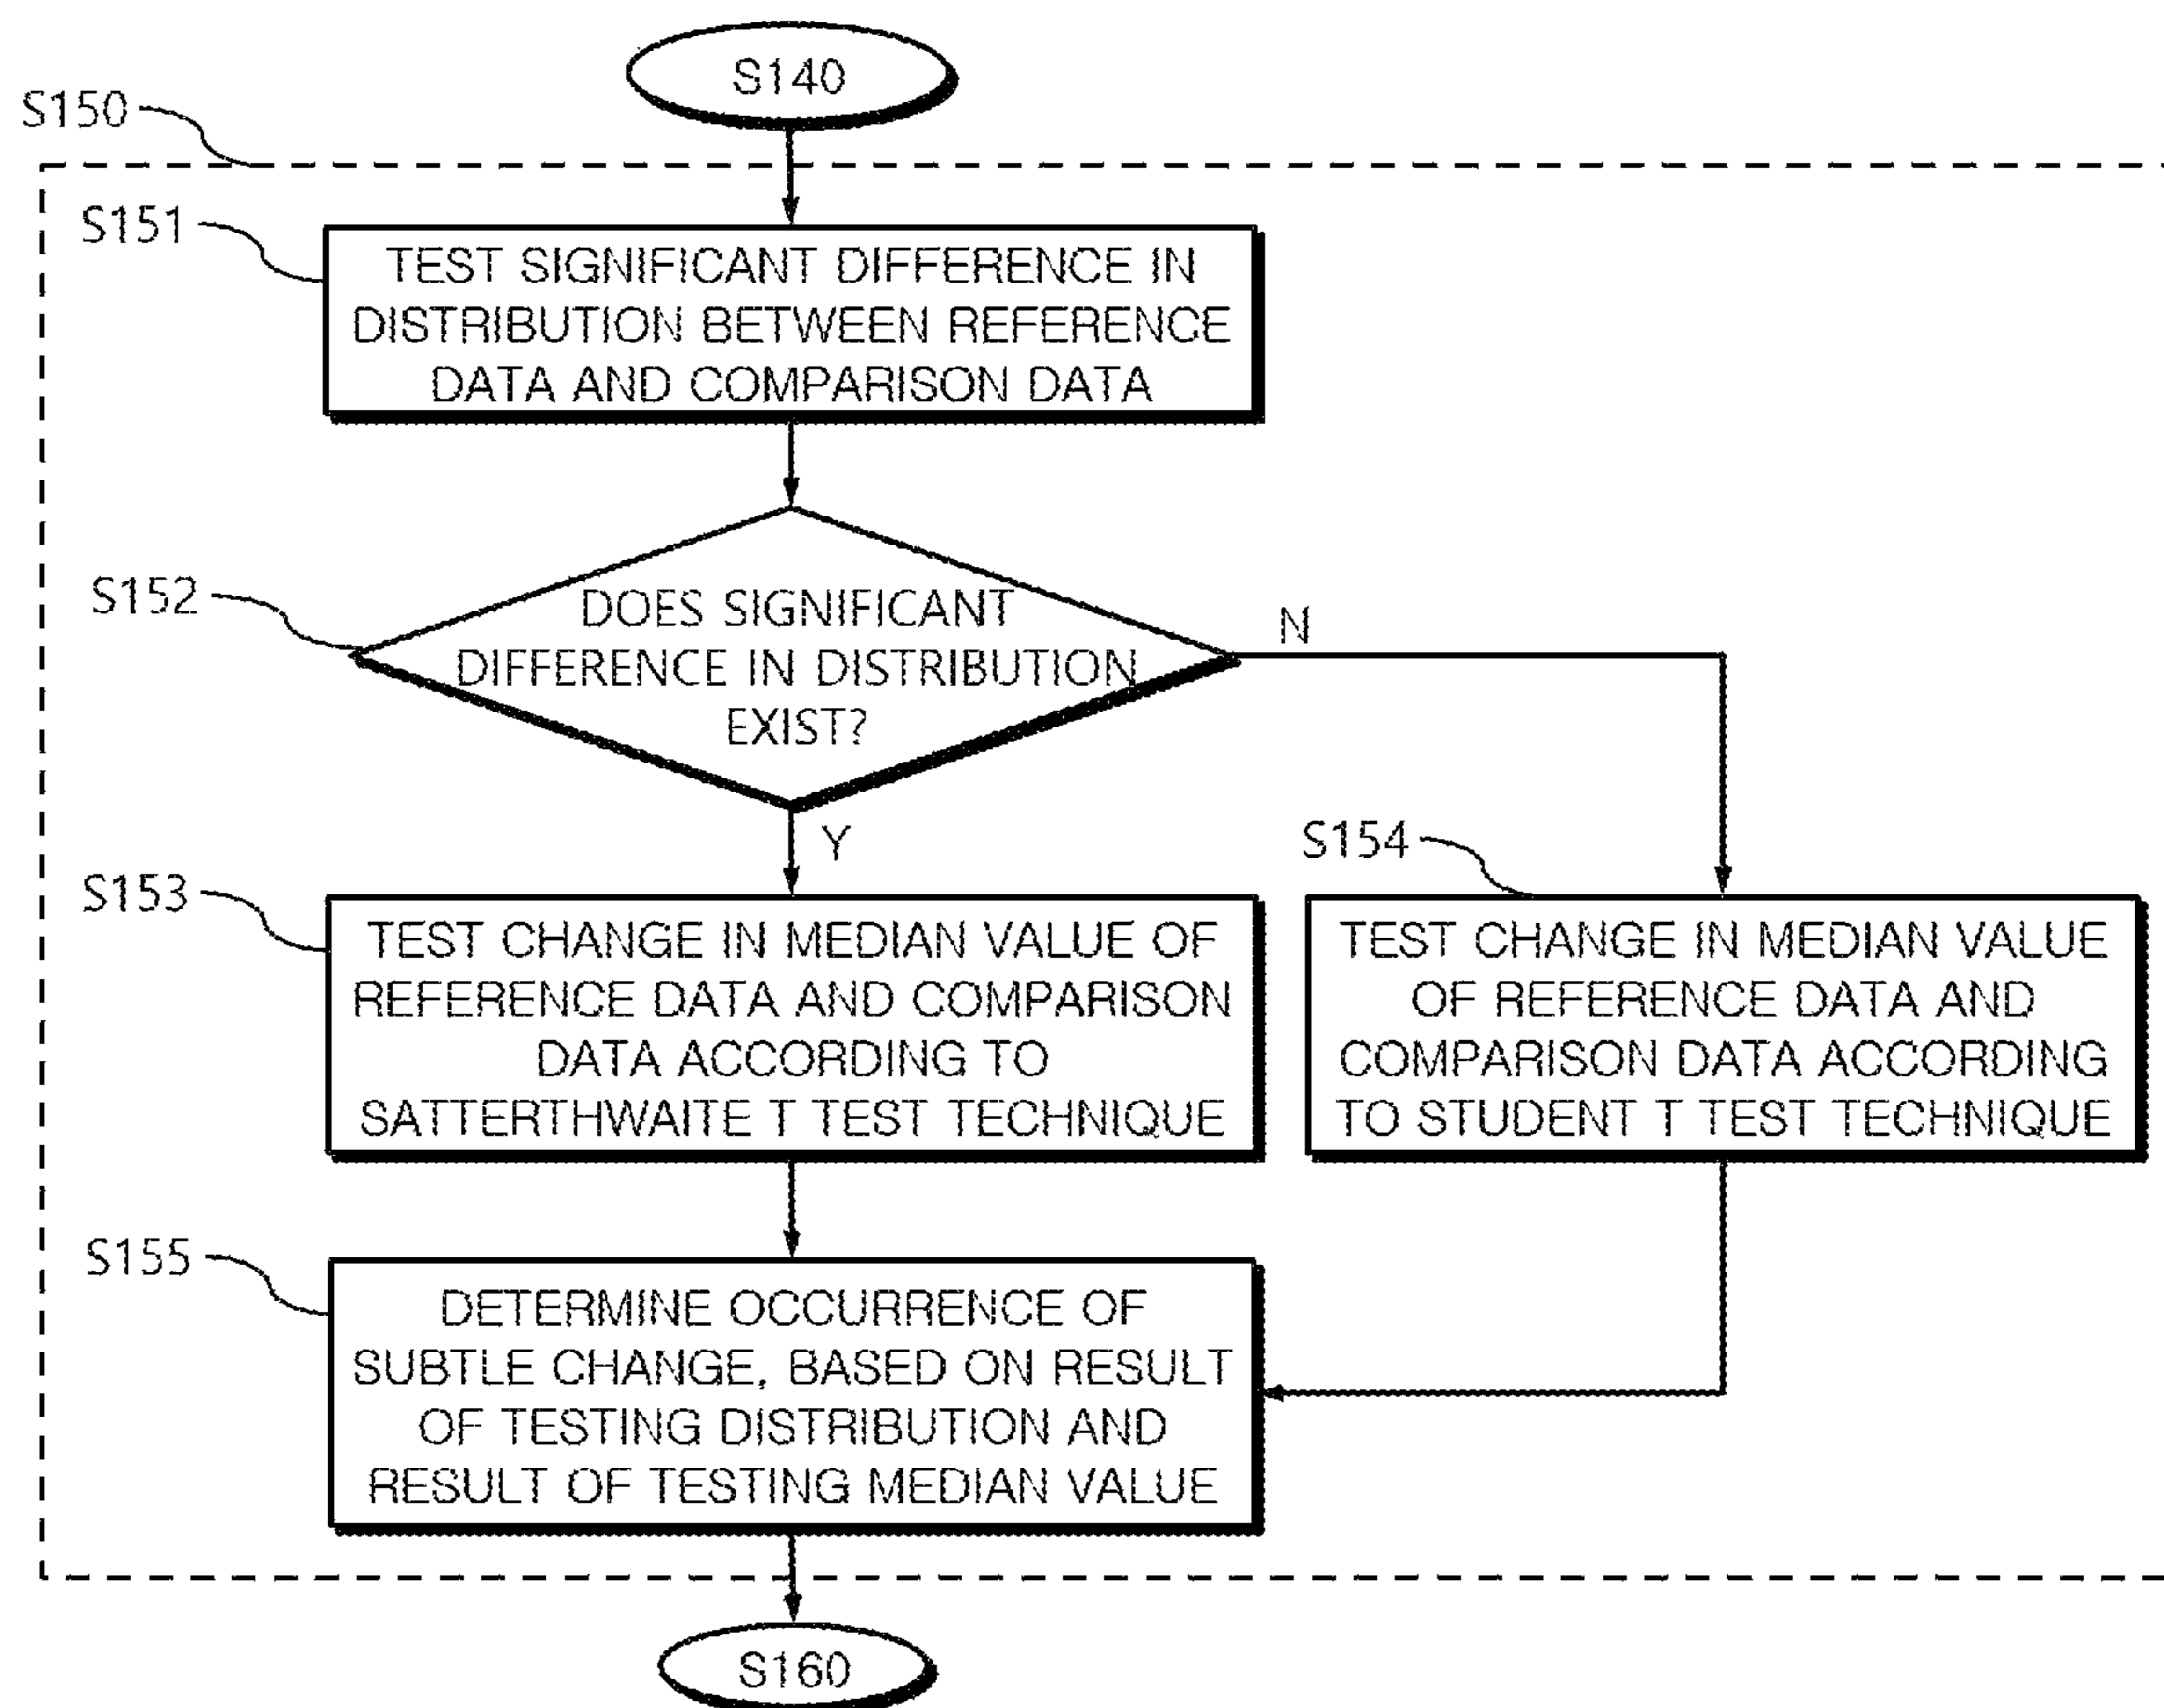 S140
S150
S151
TEST SIGNIFICANT DIFFERENCE IN
DISTRIBUTION BETWEEN REFERENCE
DATA AND COMPARISON DATA
S152
DOES SIGNIFICANT
DIFFERENCE IN DISTRIBUTION
EXIST?
N
Y
S153
TEST CHANGE IN MEDIAN VALUE OF
REFERENCE DATA AND COMPARISON
DATA ACCORDING TO
SATTERTHWAITE T TEST TECHNIQUE
S154
TEST CHANGE IN MEDIAN VALUE
OF REFERENCE DATA AND
COMPARISON DATA ACCORDING
TO STUDENT T TEST TECHNIQUE
S155
DETERMINE OCCURRENCE OF
SUBTLE CHANGE, BASED ON RESULT
OF TESTING DISTRIBUTION AND
RESULT OF TESTING MEDIAN VALUE
S160